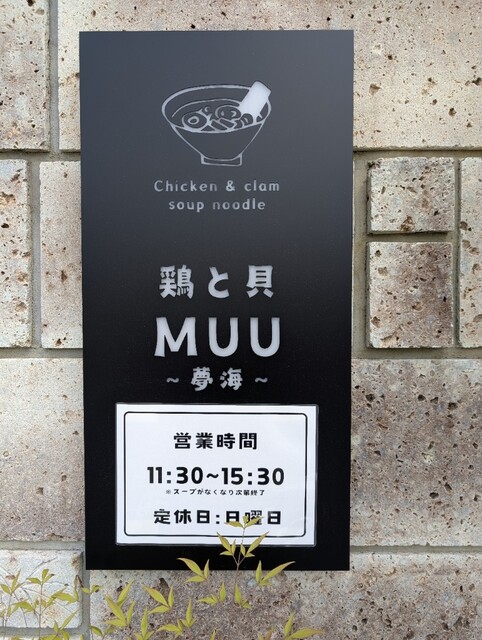 Chicken & clam
soup noodle
鶏と貝
MUU
~夢海~
営業時間
11:30~15:30
※スープがなくなり次第終了
定休日:日曜日